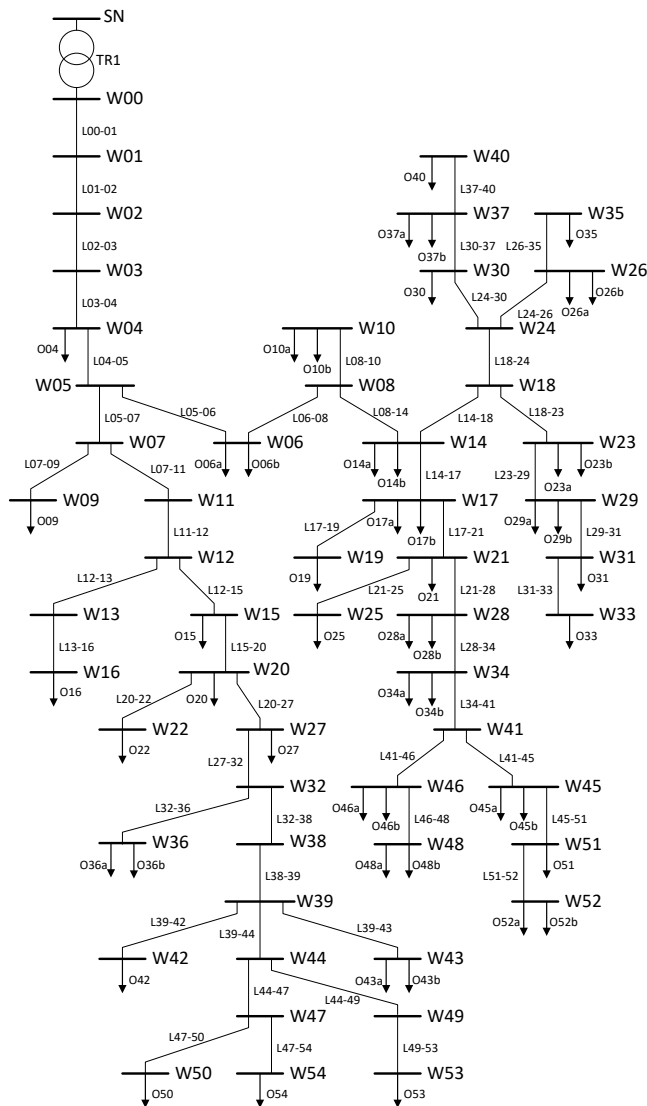 SN
TR1
W00
L00-01
W01
L01-02
W02
L02-03
W03
L03-04
W04
O04
L04-05
W05
L05-07
L05-06
W07
L07-09
L07-11
W09
O09
W11
L11-12
W12
L12-13
L12-15
W13
L13-16
W16
O16
W15
O15
L15-20
W20
L20-22
O20
L20-27
W22
O22
W27
O27
L27-32
W32
L32-36
L32-38
W36
O36a
O36b
W38
L38-39
W39
L39-42
L39-44
L39-43
W42
O42
W44
W43
O43a
O43b
L44-47
L44-49
W47
W49
L47-50
L47-54
L49-53
W50
O50
W54
O54
W53
O53
W10
O10a
O10b
L08-10
W08
L06-08
L08-14
W06
O06a
O06b
W14
O14a
O14b
L14-18
L14-17
W17
L17-19
O17a
O17b
L17-21
W19
O19
W21
L21-25
O21
L21-28
W25
O25
W28
O28a
O28b
L28-34
W34
O34a
O34b
L34-41
W41
L41-46
L41-45
W46
O46a
O46b
L46-48
W48
O48a
O48b
W45
O45a
O45b
L45-51
W51
L51-52
O51
W52
O52a
O52b
W40
O40
L37-40
W37
O37a
O37b
L30-37
W30
O30
L24-30
W35
L26-35
O35
W26
L24-26
O26a
O26b
W24
L18-24
W18
L18-23
W23
L23-29
O23a
O23b
W29
O29a
O29b
L29-31
W31
L31-33
O31
W33
O33